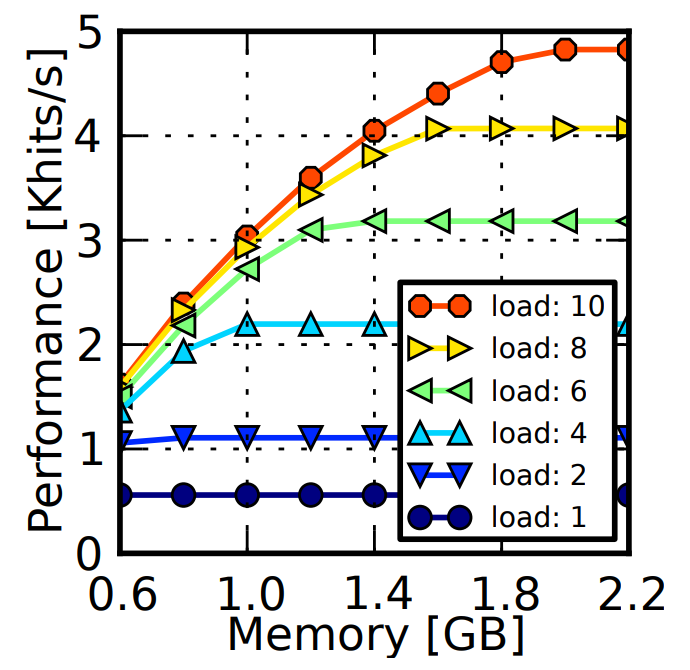 Performance [Khits/s]
5
4
3
2
1
0
0.6 1.0 1.4 1.8 2.2
Memory [GB]
load: 10
load: 8
load: 6
load: 4
load: 2
load: 1